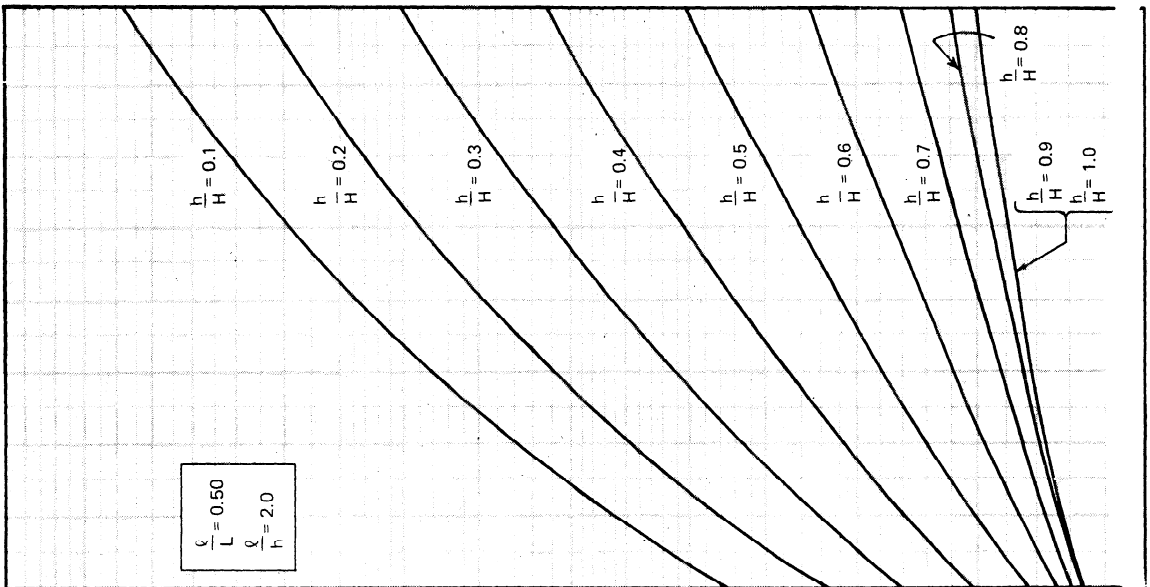 h/H = 0.1
h/H = 0.2
h/H = 0.3
h/H = 0.4
h/H = 0.5
h/H = 0.6
h/H = 0.7
h/H = 0.8
h/H = 0.9
h/H = 1.0
ℓ/L = 0.50
ℓ/h = 2.0